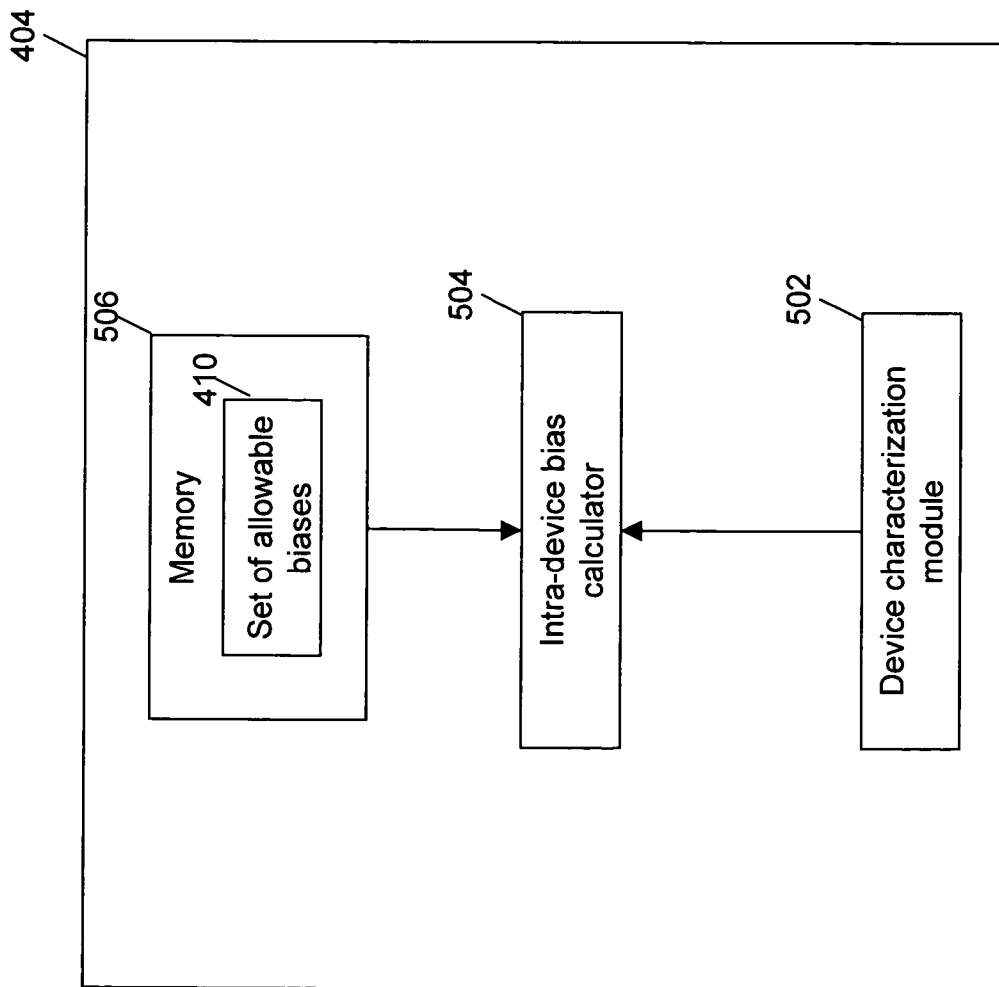 404
506
Memory
410
Set of allowable
biases
504
Intra-device bias
calculator
502
Device characterization
module